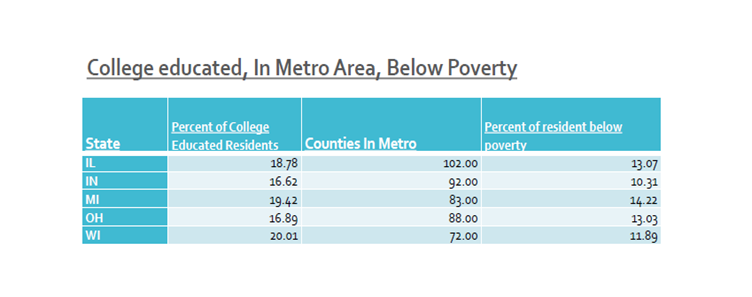 College educated, In Metro Area, Below Poverty
State Percent of College Educated Residents Counties In Metro Percent of resident below poverty
IL 18.78 102.00 13.07
IN 16.62 92.00 10.31
MI 19.42 83.00 14.22
OH 16.89 88.00 13.03
WI 20.01 72.00 11.89